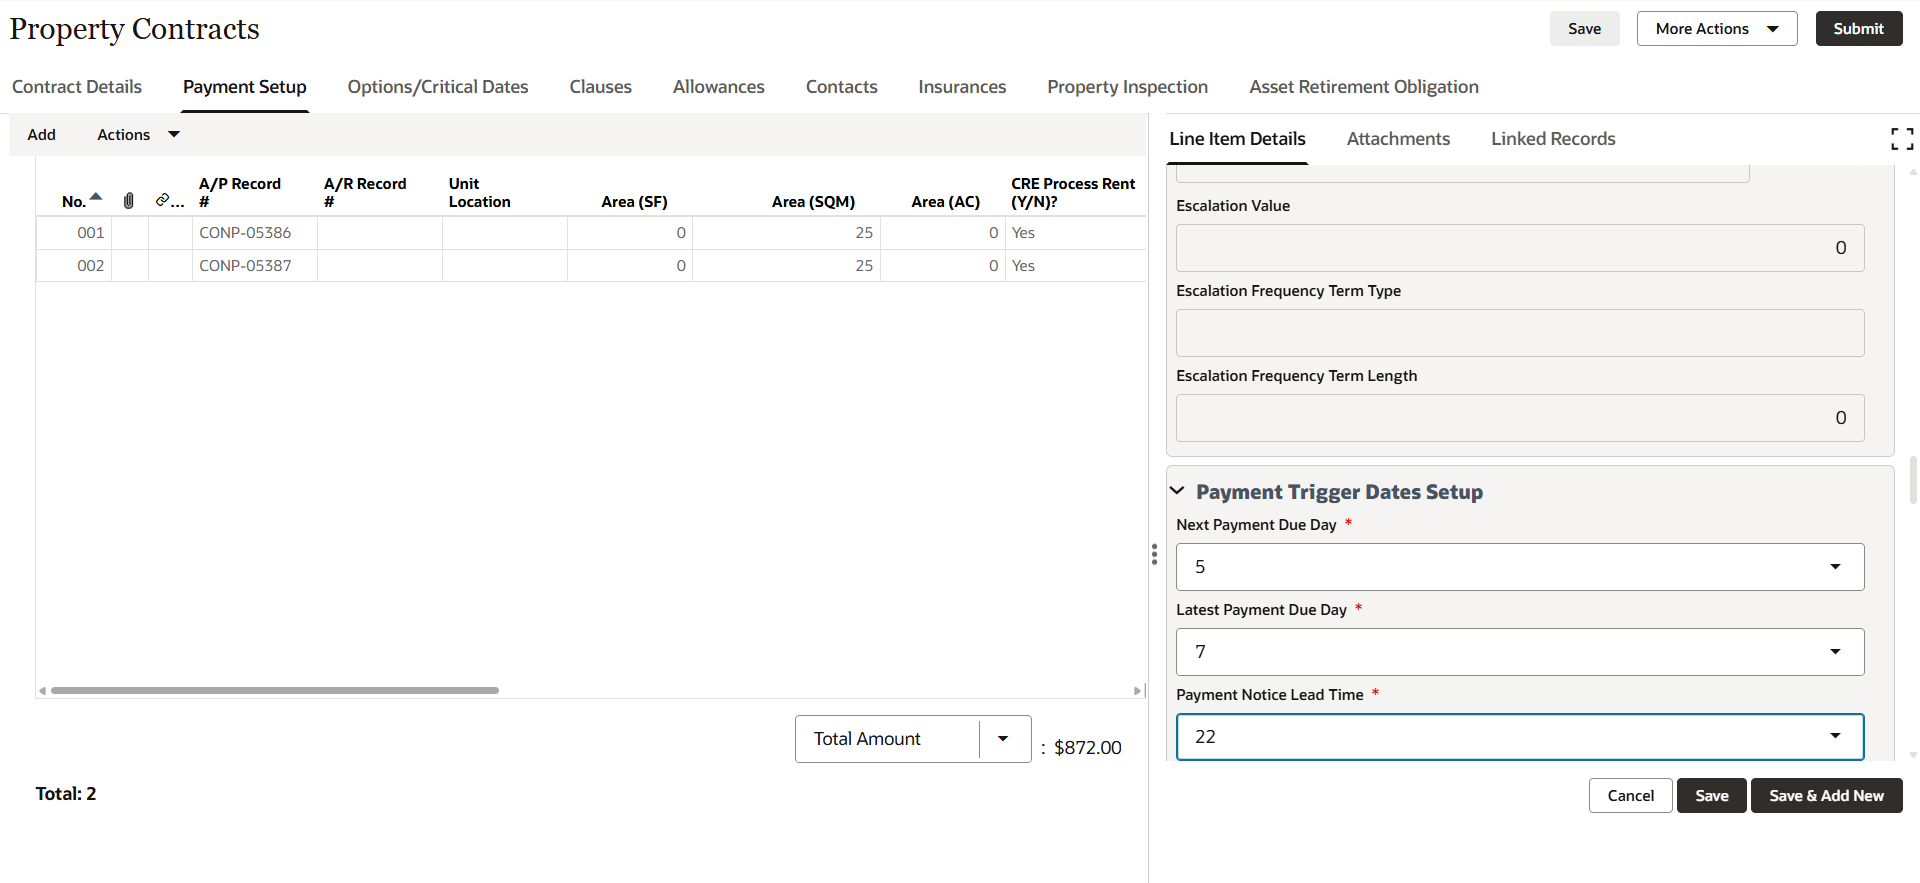 Property Contracts
Save
More Actions
Submit
Contract Details
Payment Setup
Options/Critical Dates
Clauses
Allowances
Contacts
Insurances
Property Inspection
Asset Retirement Obligation
Add
Actions
No.
...
A/P Record #
A/R Record #
Unit Location
Area (SF)
Area (SQM)
Area (AC)
CRE Process Rent (Y/N)?
001 CONP-05386 0 25 0 Yes
002 CONP-05387 0 25 0 Yes
Total Amount : $872.00
Total: 2
Line Item Details
Attachments
Linked Records
Escalation Value
0
Escalation Frequency Term Type
Escalation Frequency Term Length
0
Payment Trigger Dates Setup
Next Payment Due Day *
5
Latest Payment Due Day *
7
Payment Notice Lead Time *
22
Cancel
Save
Save & Add New